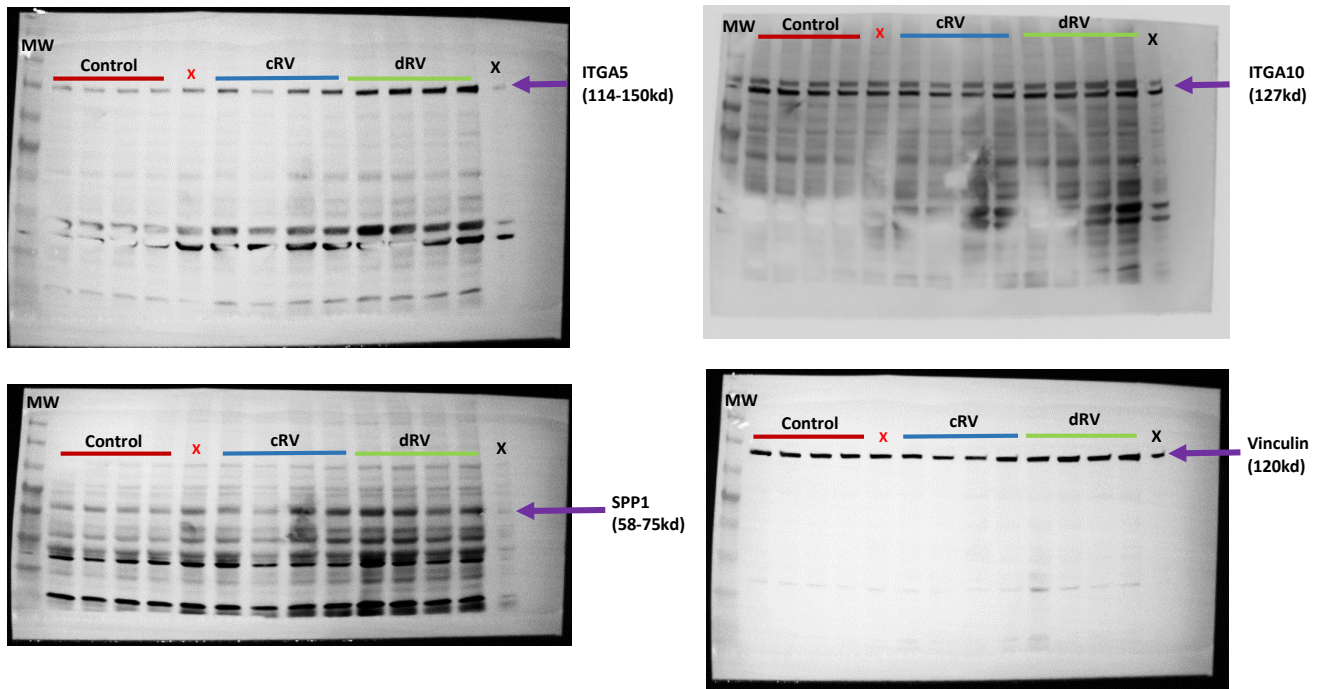 MW
Control
X
cRV
dRV
X
ITGA5
(114-150kd)
MW
Control
X
cRV
dRV
X
ITGA10
(127kd)
MW
Control
X
cRV
dRV
X
SPP1
(58-75kd)
MW
Control
X
cRV
dRV
X
Vinculin
(120kd)